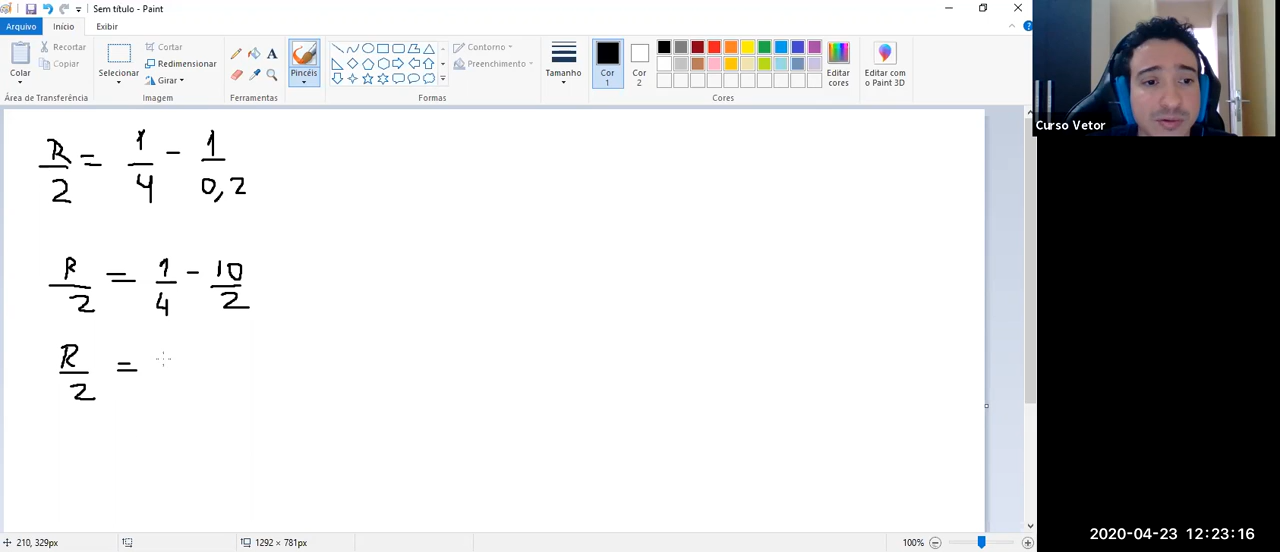 Sem título - Paint
Arquivo Início Exibir
Colar
Recortar
Copiar
Área de Transferência
Selecionar
Cortar
Redimensionar
Girar
Imagem
A
Ferramentas
Pincéis
Contorno
Preenchimento
Formas
Tamanho
Cor 1
Cor 2
Editar cores
Cores
Editar com o Paint 3D
Curso Vetor
R/2 = 1/4 - 1/0,2
R/2 = 1/4 - 10/2
R/2 =
210, 329px
1292 × 781px
100%
2020-04-23 12:23:16